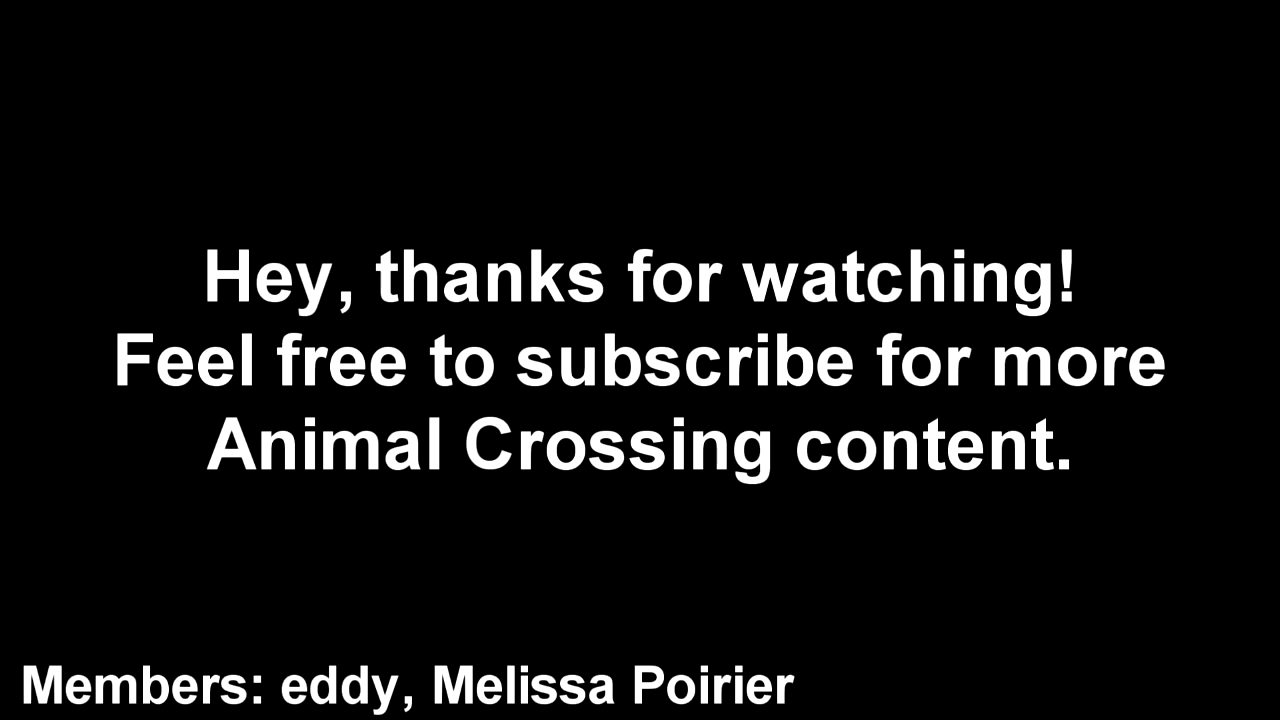 Hey, thanks for watching!
Feel free to subscribe for more
Animal Crossing content.
Members: eddy, Melissa Poirier